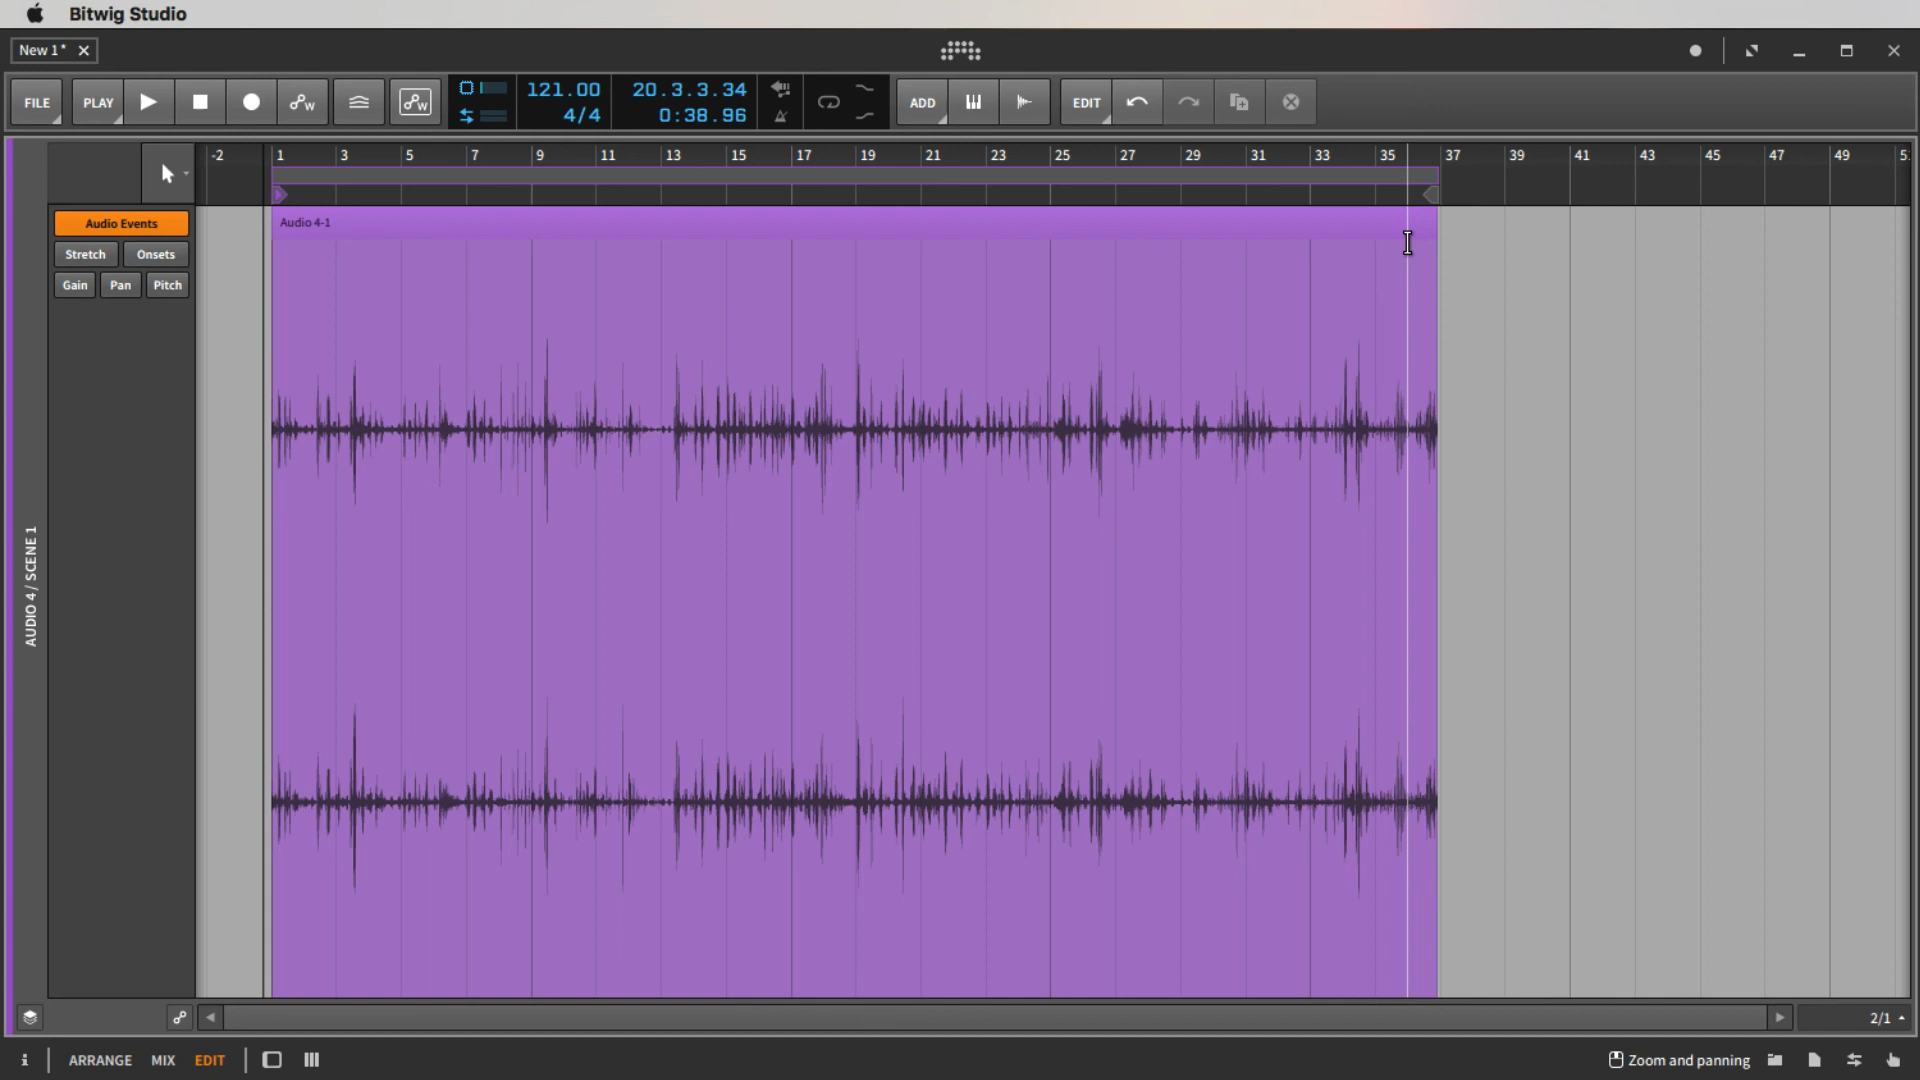 Bitwig Studio
New 1*
FILE PLAY 121.00 20.3.3.34 ADD EDIT
4/4 0:38.96
-2 1 3 5 7 9 11 13 15 17 19 21 23 25 27 29 31 33 35 37 39 41 43 45 47 49
Audio Events
Audio 4-1
Stretch Onsets
Gain Pan Pitch
AUDIO 4 / SCENE 1
2/1
ARRANGE MIX EDIT Zoom and panning